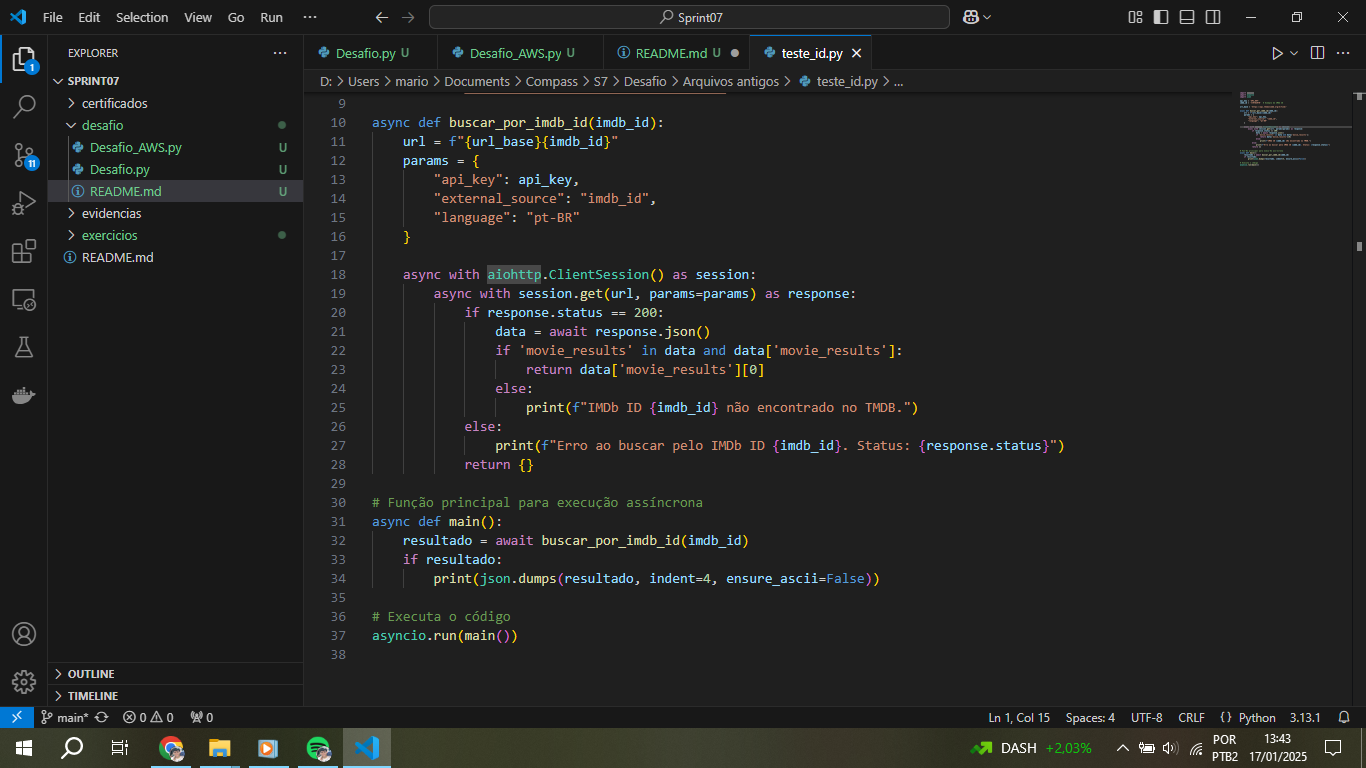 File Edit Selection View Go Run ··· Sprint07
EXPLORER ···
SPRINT07
certificados
desafio
Desafio_AWS.py U
Desafio.py U
README.md U
evidencias
exercicios
README.md
OUTLINE
TIMELINE
1
11
Desafio.py U Desafio_AWS.py U README.md U teste_id.py
D: > Users > mario > Documents > Compass > S7 > Desafio > Arquivos antigos > teste_id.py > ...
9
10 async def buscar_por_imdb_id(imdb_id):
11 url = f"{url_base}{imdb_id}"
12 params = {
13 "api_key": api_key,
14 "external_source": "imdb_id",
15 "language": "pt-BR"
16 }
17
18 async with aiohttp.ClientSession() as session:
19 async with session.get(url, params=params) as response:
20 if response.status == 200:
21 data = await response.json()
22 if 'movie_results' in data and data['movie_results']:
23 return data['movie_results'][0]
24 else:
25 print(f"IMDb ID {imdb_id} não encontrado no TMDB.")
26 else:
27 print(f"Erro ao buscar pelo IMDb ID {imdb_id}. Status: {response.status}")
28 return {}
29
30 # Função principal para execução assíncrona
31 async def main():
32 resultado = await buscar_por_imdb_id(imdb_id)
33 if resultado:
34 print(json.dumps(resultado, indent=4, ensure_ascii=False))
35
36 # Executa o código
37 asyncio.run(main())
38
main* 0 0 0 Ln 1, Col 15 Spaces: 4 UTF-8 CRLF {} Python 3.13.1
DASH +2,03% POR PTB2 13:43 17/01/2025